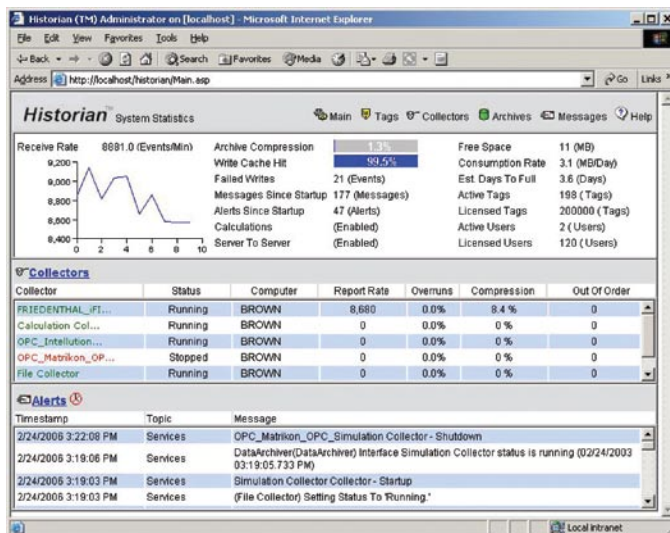 Historian (TM) Administrator on [localhost] - Microsoft Internet Explorer
File Edit View Favorites Tools Help
Back Search Favorites Media
Address http://localhost/historian/Main.asp Go Links
Historian™ System Statistics Main Tags Collectors Archives Messages Help
Receive Rate 8681.0 (Events/Min)
9,200
9,000
8,800
8,600
8,400
0 2 4 6 8 10
Archive Compression 1.3%
Write Cache Hit 99.5%
Failed Writes 21 (Events)
Messages Since Startup 177 (Messages)
Alerts Since Startup 47 (Alerts)
Calculations (Enabled)
Server To Server (Enabled)
Free Space 11 (MB)
Consumption Rate 3.1 (MB/Day)
Est. Days To Full 3.6 (Days)
Active Tags 198 (Tags)
Licensed Tags 200000 (Tags)
Active Users 2 (Users)
Licensed Users 120 (Users)
Collectors
Collector Status Computer Report Rate Overruns Compression Out Of Order
FRIEDENTHAL_iFI... Running BROWN 8,680 0.0% 8.4 % 0
Calculation Col... Running BROWN 0 0.0% 0 % 0
OPC_Intellution... Running BROWN 0 0.0% 0 % 0
OPC_Matrikon_OP... Stopped BROWN 0 0.0% 0 % 0
File Collector Running BROWN 0 0.0% 0 % 0
Alerts
Timestamp Topic Message
2/24/2006 3:22:08 PM Services OPC_Matrikon_OPC_Simulation Collector - Shutdown
2/24/2006 3:19:06 PM Services DataArchiver(DataArchiver) Interface Simulation Collector status is running (02/24/2003
03:19:05.733 PM)
2/24/2006 3:19:03 PM Services Simulation Collector Collector - Startup
2/24/2006 3:19:03 PM Services (File Collector) Setting Status To 'Running.'
Local intranet